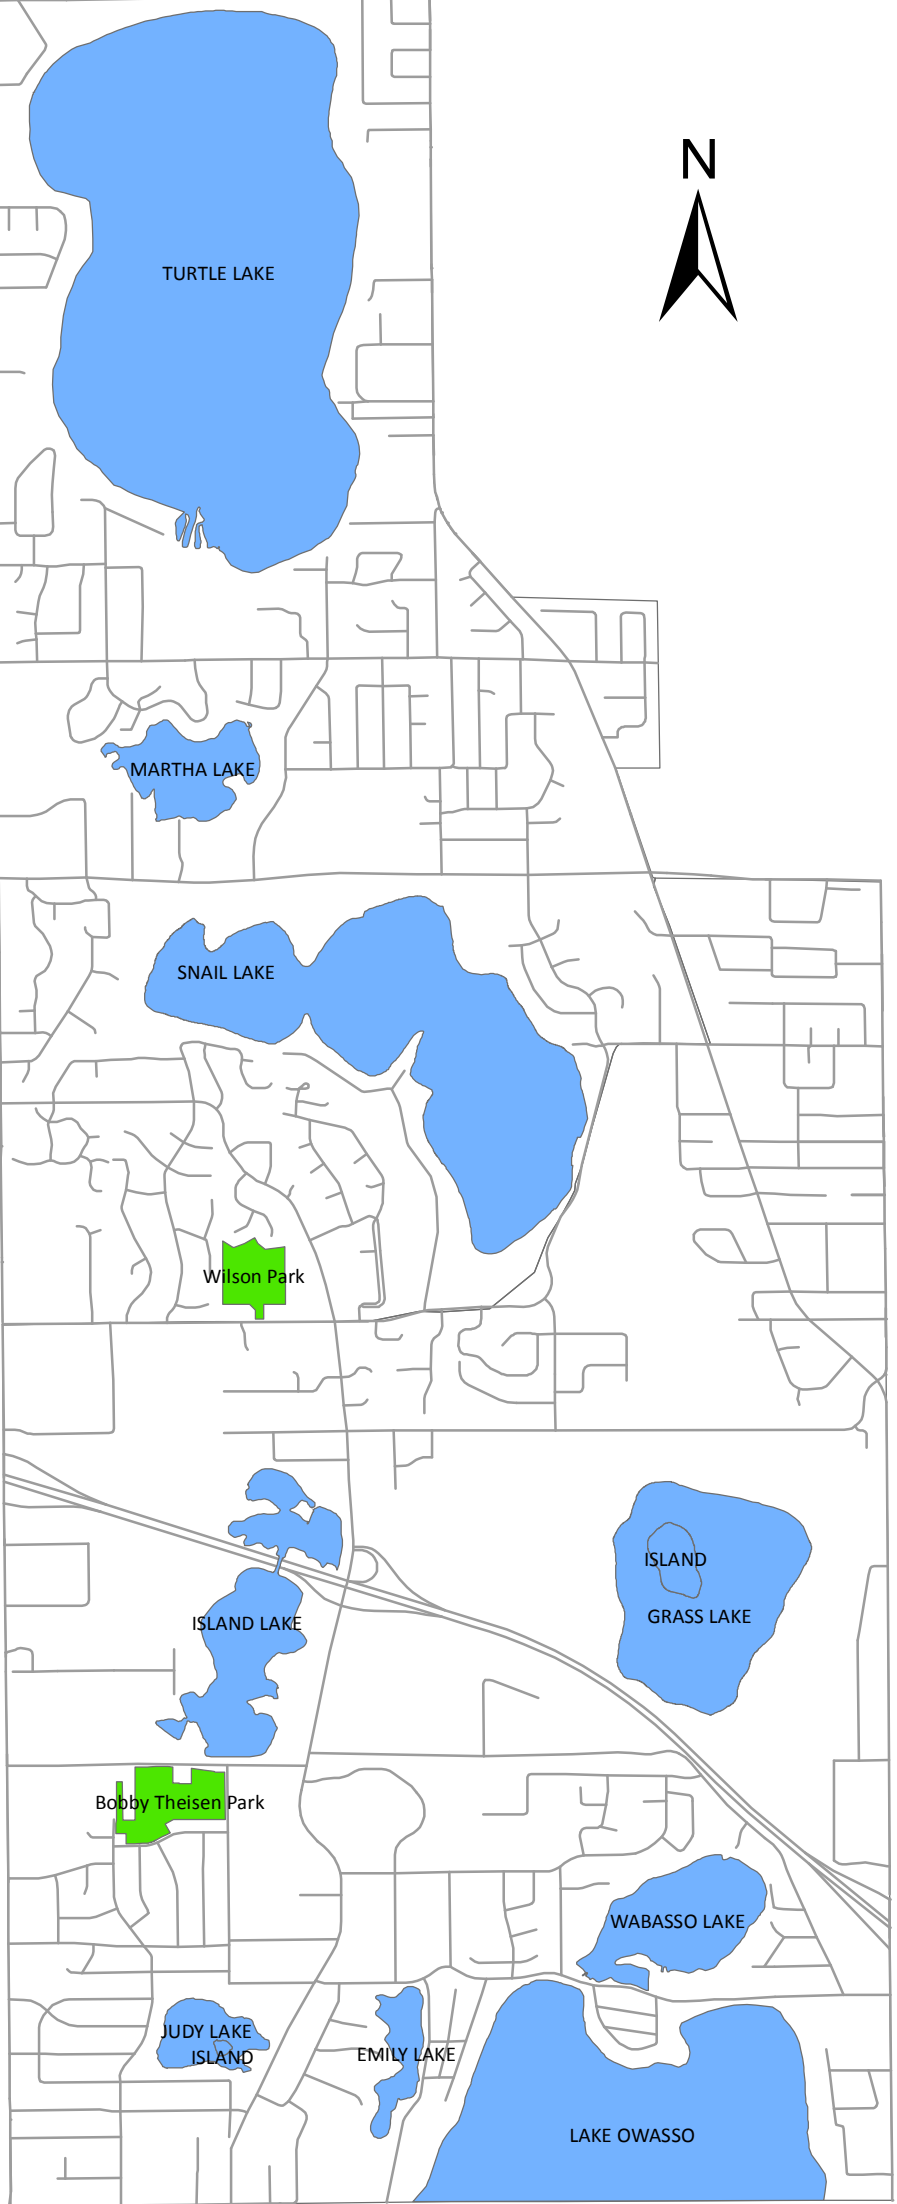 N
TURTLE LAKE
MARTHA LAKE
SNAIL LAKE
Wilson Park
ISLAND
GRASS LAKE
ISLAND LAKE
Bobby Theisen Park
WABASSO LAKE
JUDY LAKE
ISLAND
EMILY LAKE
LAKE OWASSO